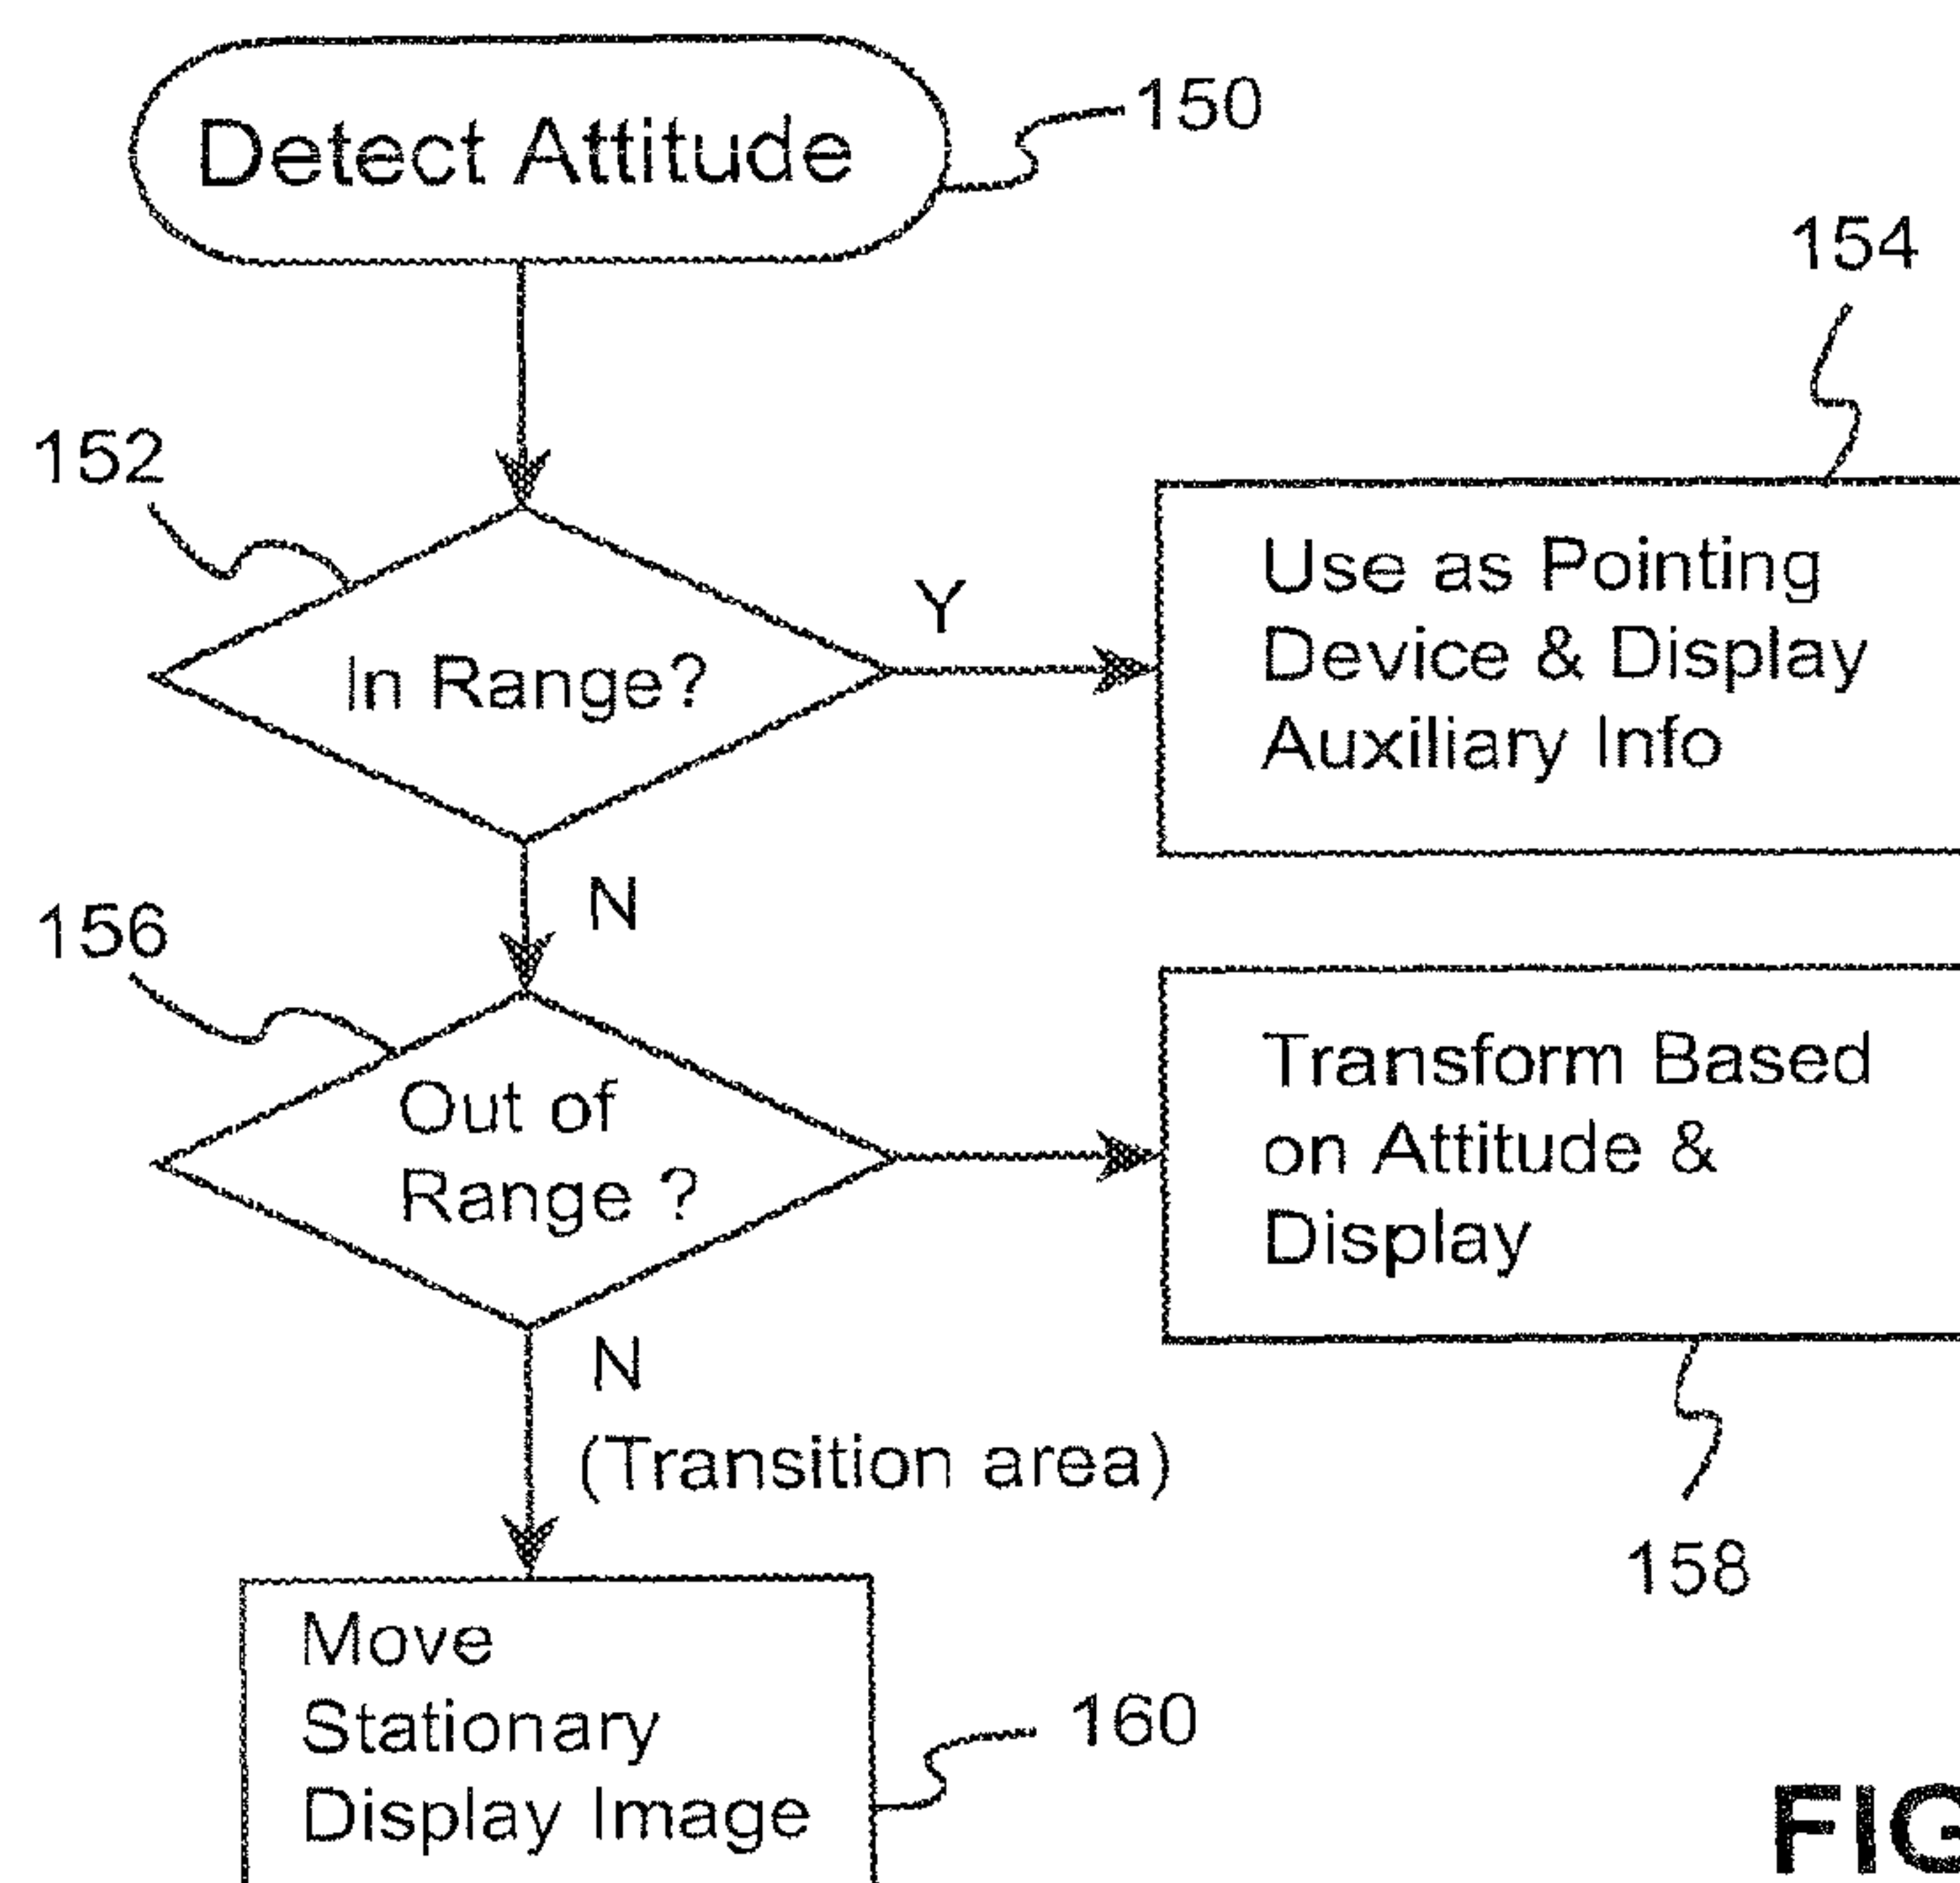 Detect Attitude
150
154
152
In Range?
Y
Use as Pointing
Device & Display
Auxiliary Info
N
156
Out of
Range ?
Transform Based
on Attitude &
Display
N
(Transition area)
158
Move
Stationary
Display Image
160
FIG